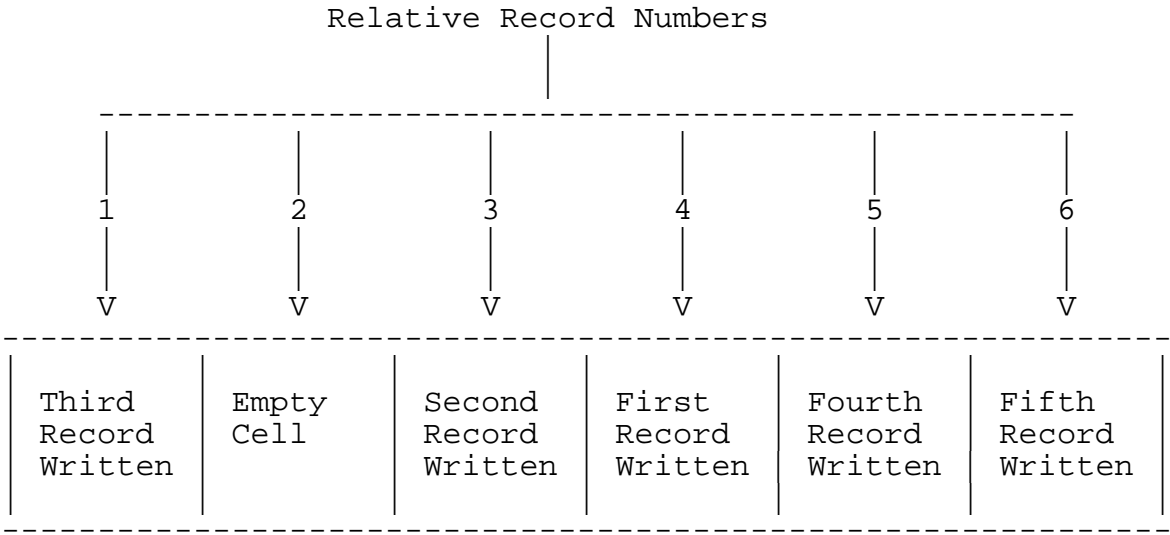 Relative Record Numbers
1 2 3 4 5 6
V V V V V V
Third Empty Second First Fourth Fifth
Record Cell Record Record Record Record
Written Written Written Written Written